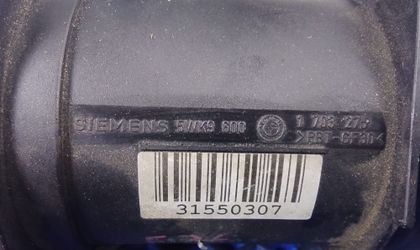 SIEMENS 5WK9 600 1 703 275
>PBT-GF30<
31550307